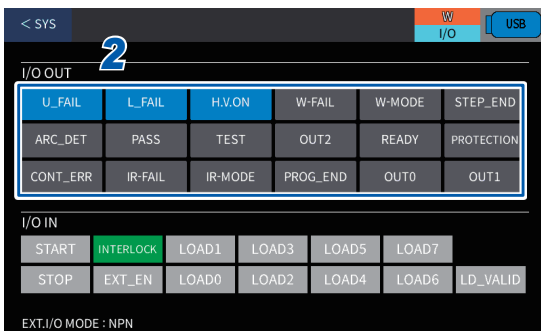 < SYS
W
I/O
USB
2
I/O OUT
U_FAIL L_FAIL H.V.ON W-FAIL W-MODE STEP_END
ARC_DET PASS TEST OUT2 READY PROTECTION
CONT_ERR IR-FAIL IR-MODE PROG_END OUT0 OUT1
I/O IN
START INTERLOCK LOAD1 LOAD3 LOAD5 LOAD7
STOP EXT_EN LOAD0 LOAD2 LOAD4 LOAD6 LD_VALID
EXT.I/O MODE : NPN